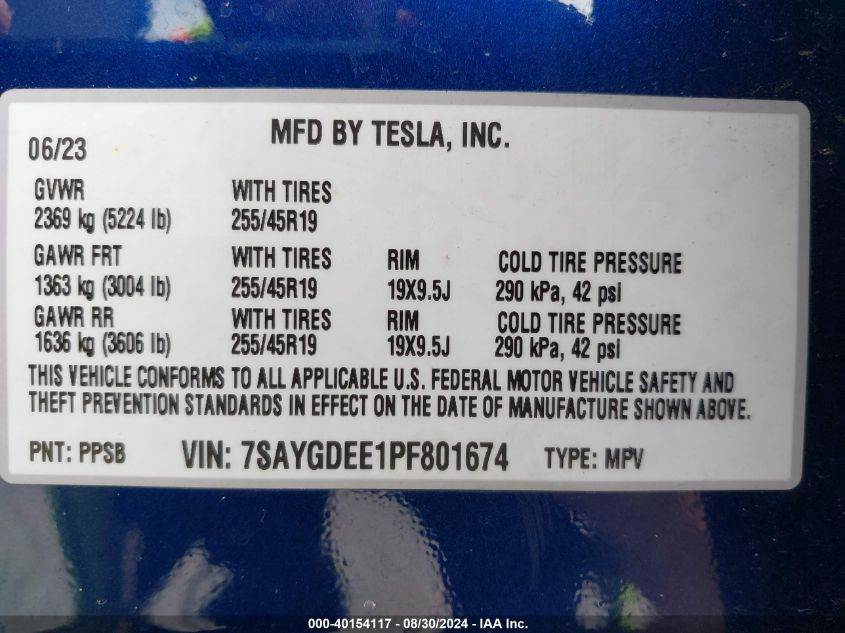 MFD BY TESLA, INC.
06/23
GVWR WITH TIRES
2369 kg (5224 lb) 255/45R19
GAWR FRT WITH TIRES RIM COLD TIRE PRESSURE
1363 kg (3004 lb) 255/45R19 19X9.5J 290 kPa, 42 psi
GAWR RR WITH TIRES RIM COLD TIRE PRESSURE
1636 kg (3606 lb) 255/45R19 19X9.5J 290 kPa, 42 psi
THIS VEHICLE CONFORMS TO ALL APPLICABLE U.S. FEDERAL MOTOR VEHICLE SAFETY AND
THEFT PREVENTION STANDARDS IN EFFECT ON THE DATE OF MANUFACTURE SHOWN ABOVE.
PNT: PPSB VIN: 7SAYGDEE1PF801674 TYPE: MPV
000-40154117 - 08/30/2024 - IAA Inc.